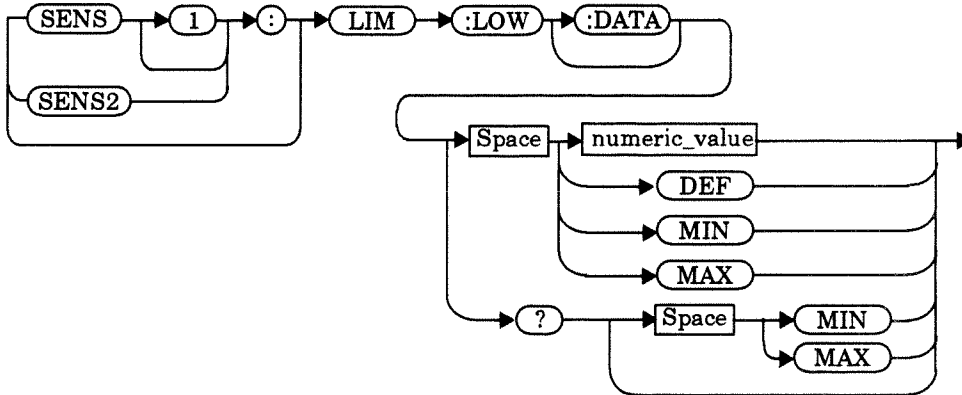 SENS 1 : LIM :LOW :DATA
SENS2
Space numeric_value
DEF
MIN
MAX
? Space MIN
MAX